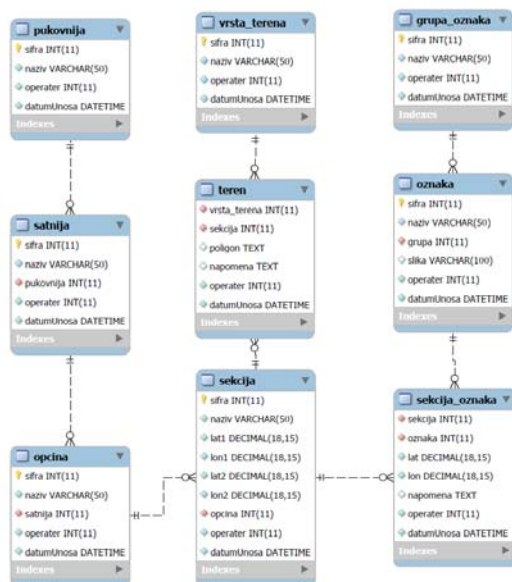 pukovnija
sifra INT(11)
naziv VARCHAR(50)
operater INT(11)
datumUnosa DATETIME
Indexes
vrsta_terena
sifra INT(11)
naziv VARCHAR(50)
operater INT(11)
datumUnosa DATETIME
Indexes
grupa_oznaka
sifra INT(11)
naziv VARCHAR(50)
operater INT(11)
datumUnosa DATETIME
Indexes
satnija
sifra INT(11)
naziv VARCHAR(50)
pukovnija INT(11)
operater INT(11)
datumUnosa DATETIME
Indexes
teren
vrsta_terena INT(11)
sekcija INT(11)
poligon TEXT
napomena TEXT
operater INT(11)
datumUnosa DATETIME
Indexes
oznaka
sifra INT(11)
naziv VARCHAR(50)
grupa INT(11)
slika VARCHAR(100)
operater INT(11)
datumUnosa DATETIME
Indexes
opcina
sifra INT(11)
naziv VARCHAR(50)
satnija INT(11)
operater INT(11)
datumUnosa DATETIME
Indexes
sekcija
sifra INT(11)
naziv VARCHAR(50)
lat1 DECIMAL(18,15)
lon1 DECIMAL(18,15)
lat2 DECIMAL(18,15)
lon2 DECIMAL(18,15)
opcina INT(11)
operater INT(11)
datumUnosa DATETIME
Indexes
sekcija_oznaka
sekcija INT(11)
oznaka INT(11)
lat DECIMAL(18,15)
lon DECIMAL(18,15)
napomena TEXT
operater INT(11)
datumUnosa DATETIME
Indexes